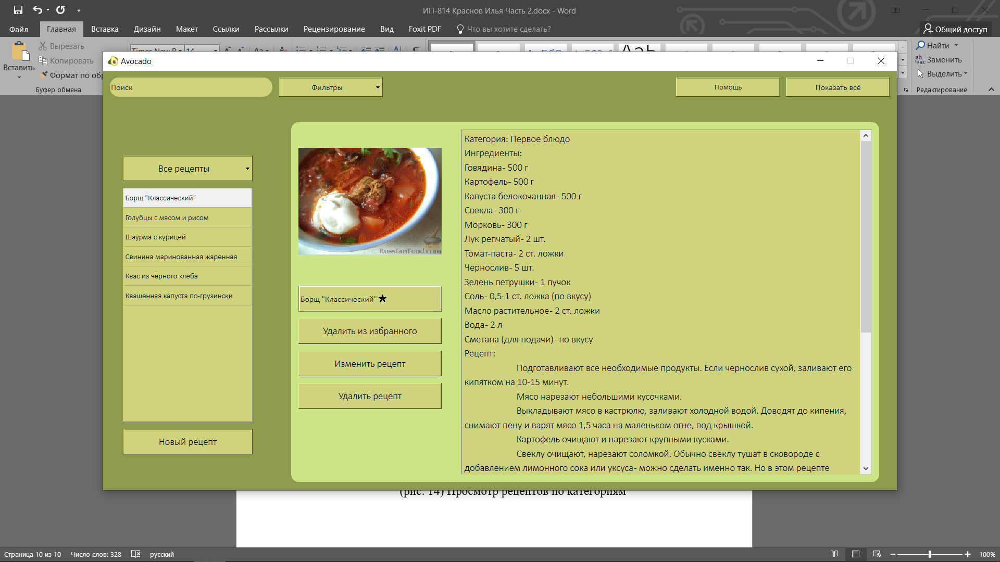 ИП-814 Краснов Илья Часть 2.docx - Word
Файл
Главная
Вставка
Дизайн
Макет
Ссылки
Рассылки
Рецензирование
Вид
Foxit PDF
Что вы хотите сделать?
Общий доступ
Вставить
Вырезать
Копировать
Формат по обр
Буфер обмена
Times New R
14
Найти
Заменить
Выделить
Редактирование
Avocado
Поиск
Фильтры
Помощь
Показать всё
Все рецепты
Борщ "Классический"
Голубцы с мясом и рисом
Шаурма с курицей
Свинина маринованная жаренная
Квас из чёрного хлеба
Квашенная капуста по-грузински
Новый рецепт
RussianFood.com
Борщ "Классический" ★
Удалить из избранного
Изменить рецепт
Удалить рецепт
Категория: Первое блюдо
Ингредиенты:
Говядина- 500 г
Картофель- 500 г
Капуста белокочанная- 500 г
Свекла- 300 г
Морковь- 300 г
Лук репчатый- 2 шт.
Томат-паста- 2 ст. ложки
Чернослив- 5 шт.
Зелень петрушки- 1 пучок
Соль- 0,5-1 ст. ложка (по вкусу)
Масло растительное- 2 ст. ложки
Вода- 2 л
Сметана (для подачи)- по вкусу
Рецепт:
Подготавливают все необходимые продукты. Если чернослив сухой, заливают его
кипятком на 10-15 минут.
Мясо нарезают небольшими кусочками.
Выкладывают мясо в кастрюлю, заливают холодной водой. Доводят до кипения,
снимают пену и варят мясо 1,5 часа на маленьком огне, под крышкой.
Картофель очищают и нарезают крупными кусками.
Свеклу очищают, нарезают соломкой. Обычно свёклу тушат в сковороде с
добавлением лимонного сока или уксуса- можно сделать именно так. Но в этом рецепте
(рис. 14) Просмотр рецептов по категориям
Страница 10 из 10
Число слов: 328
русский
100%